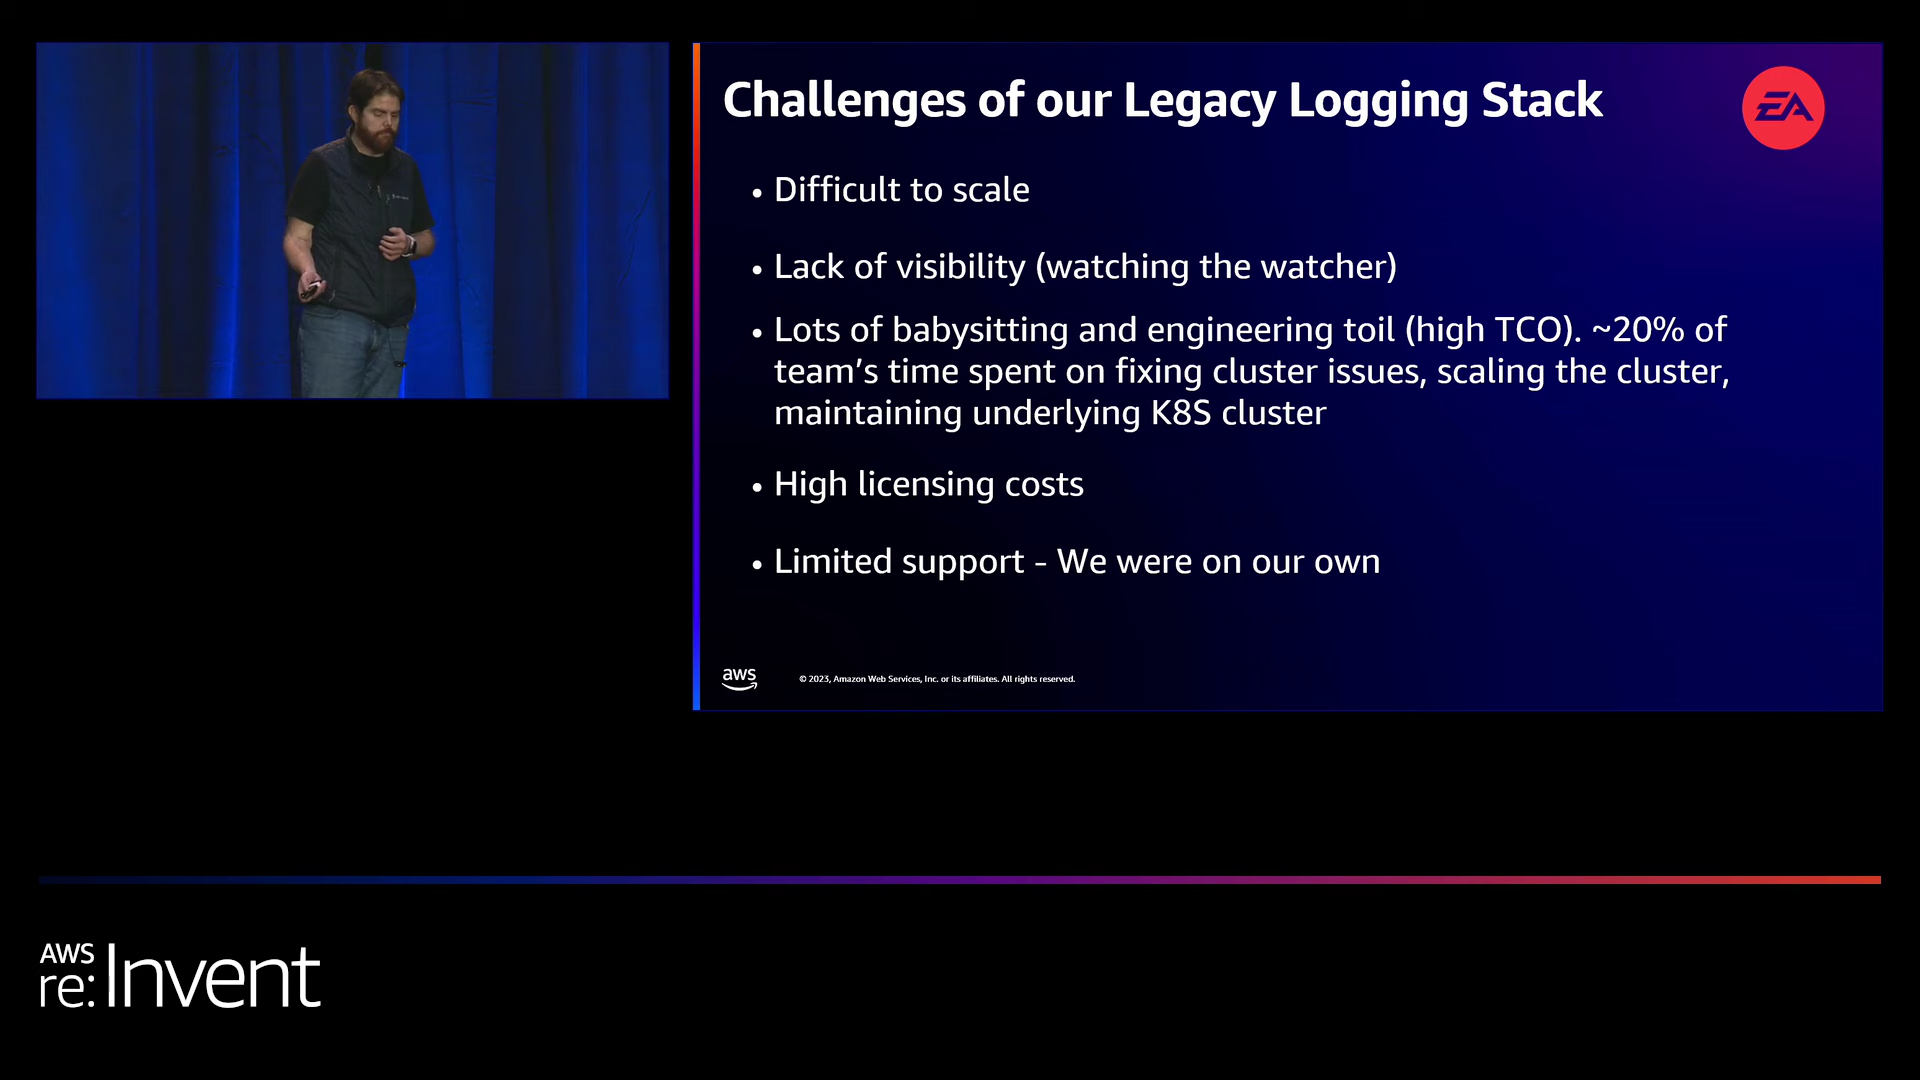 Challenges of our Legacy Logging Stack
EA
• Difficult to scale
• Lack of visibility (watching the watcher)
• Lots of babysitting and engineering toil (high TCO). ~20% of
team’s time spent on fixing cluster issues, scaling the cluster,
maintaining underlying K8S cluster
• High licensing costs
• Limited support - We were on our own
aws
© 2023, Amazon Web Services, Inc. or its affiliates. All rights reserved.
AWS
re:Invent